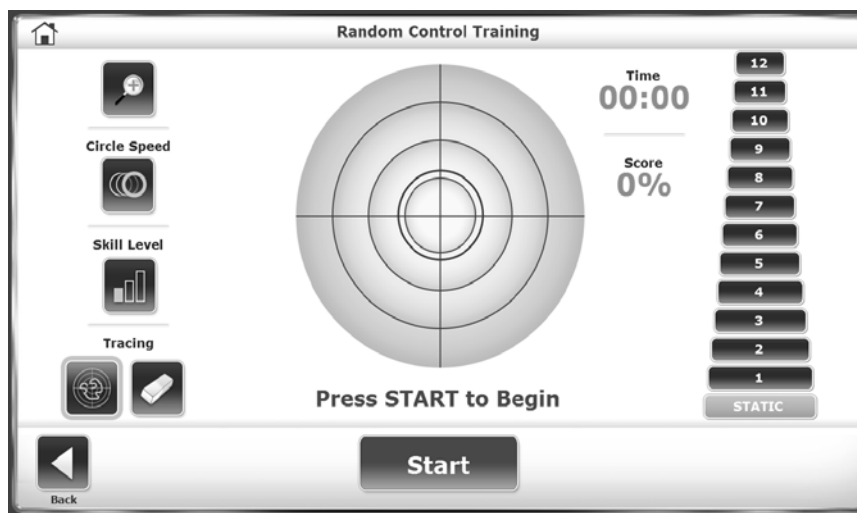 Random Control Training
Circle Speed
Skill Level
Tracing
Time
00:00
Score
0%
12
11
10
9
8
7
6
5
4
3
2
1
STATIC
Press START to Begin
Back
Start